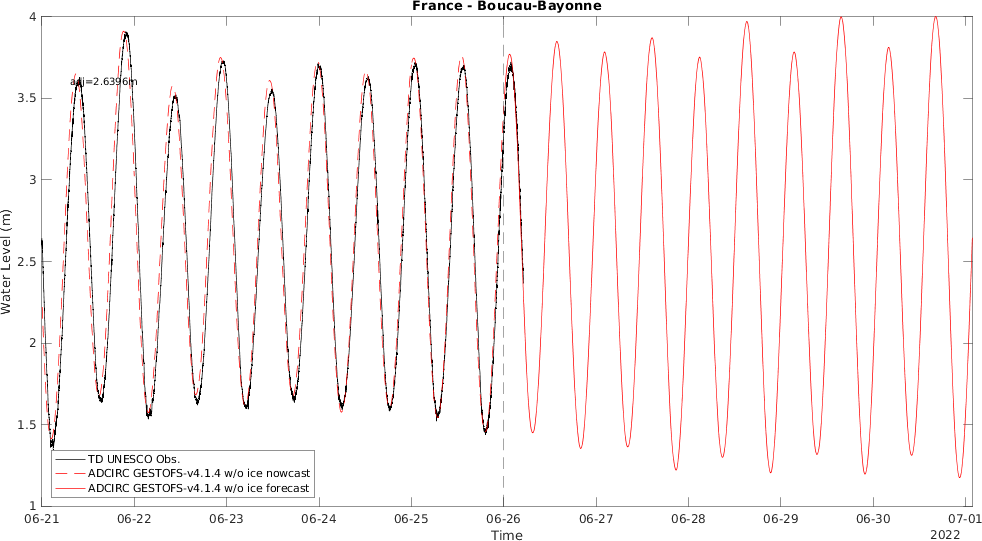 France - Boucau-Bayonne
4
adj=2.6396m
3.5
3
Water Level (m)
2.5
2
1.5
TD UNESCO Obs.
ADCIRC GESTOFS-v4.1.4 w/o ice nowcast
ADCIRC GESTOFS-v4.1.4 w/o ice forecast
1
06-21 06-22 06-23 06-24 06-25 06-26 06-27 06-28 06-29 06-30 07-01
Time
2022